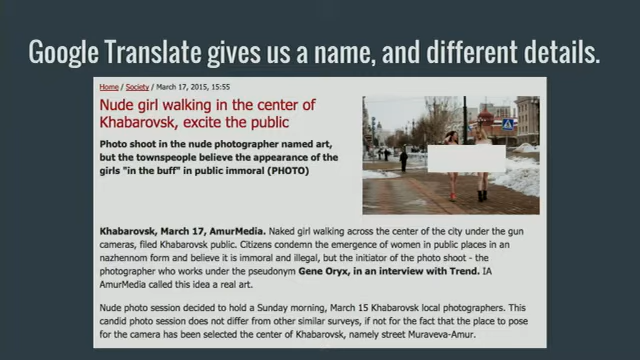 Google Translate gives us a name, and different details.
Home / Society / March 17, 2015, 15:55
Nude girl walking in the center of
Khabarovsk, excite the public
Photo shoot in the nude photographer named art,
but the townspeople believe the appearance of the
girls "in the buff" in public immoral (PHOTO)
Khabarovsk, March 17, AmurMedia. Naked girl walking across the center of the city under the gun
cameras, filed Khabarovsk public. Citizens condemn the emergence of women in public places in an
nazhennom form and believe it is immoral and illegal, but the initiator of the photo shoot - the
photographer who works under the pseudonym Gene Oryx, in an interview with Trend. IA
AmurMedia called this idea a real art.
Nude photo session decided to hold a Sunday morning, March 15 Khabarovsk local photographers. This
candid photo session does not differ from other similar surveys, if not for the fact that the place to pose
for the camera has been selected the center of Khabarovsk, namely street Muraveva-Amur.